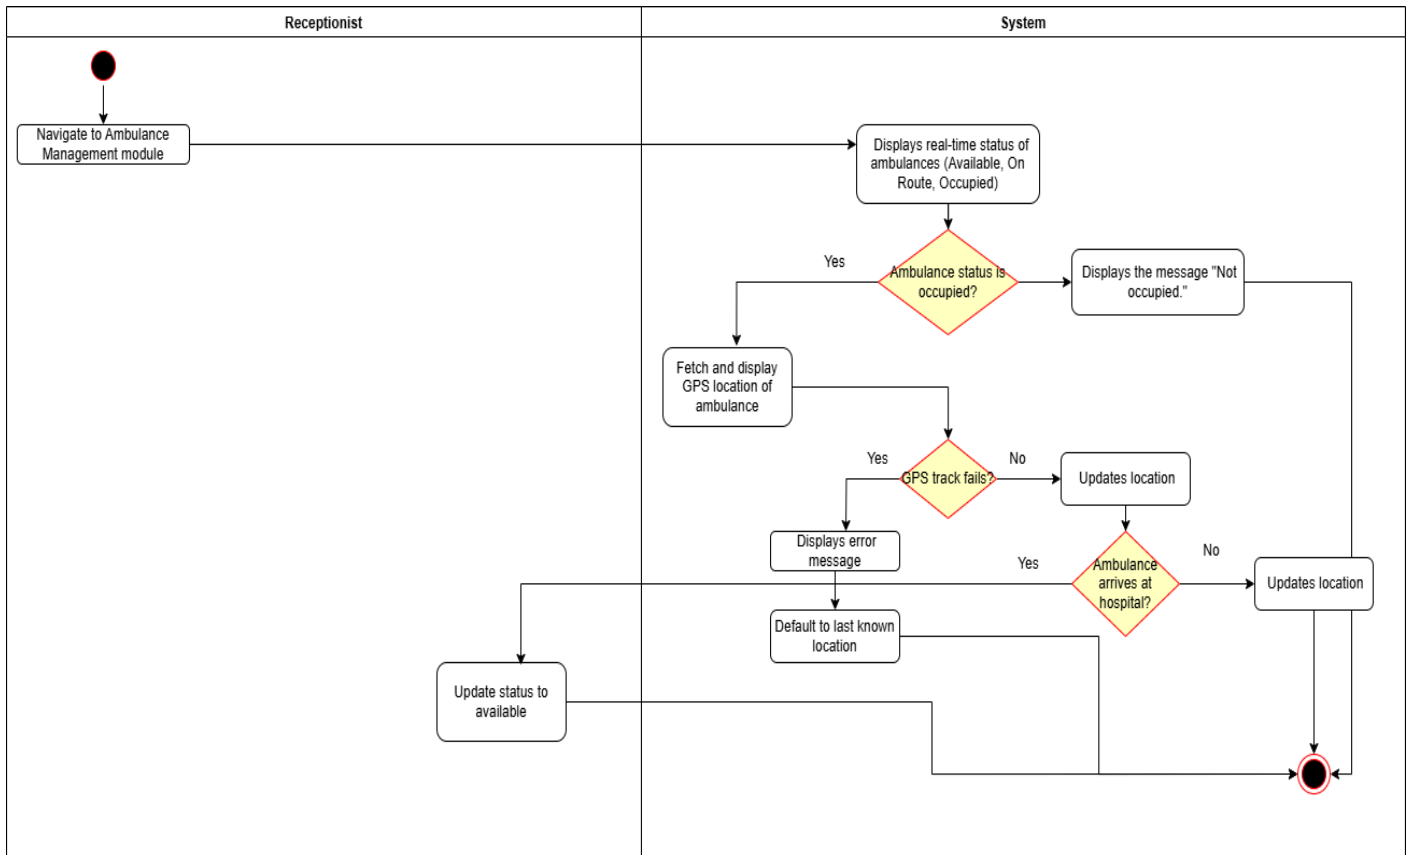 Receptionist
System
Navigate to Ambulance
Management module
Displays real-time status of
ambulances (Available, On
Route, Occupied)
Yes
Ambulance status is
occupied?
Displays the message "Not
occupied."
Fetch and display
GPS location of
ambulance
Yes
GPS track fails?
No
Updates location
Displays error
message
Yes
Ambulance
arrives at
hospital?
No
Updates location
Default to last known
location
Update status to
available